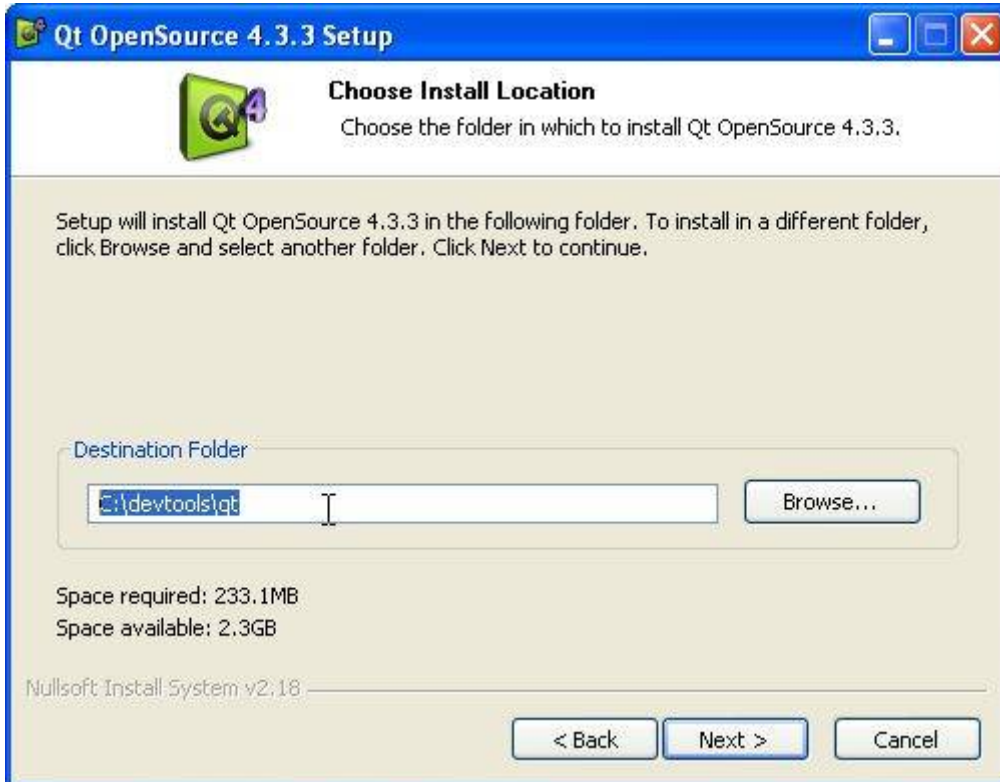 Qt OpenSource 4.3.3 Setup
4
Choose Install Location
Choose the folder in which to install Qt OpenSource 4.3.3.
Setup will install Qt OpenSource 4.3.3 in the following folder. To install in a different folder,
click Browse and select another folder. Click Next to continue.
Destination Folder
C:\devtools\qt
Browse...
Space required: 233.1MB
Space available: 2.3GB
Nullsoft Install System v2.18
< Back
Next >
Cancel